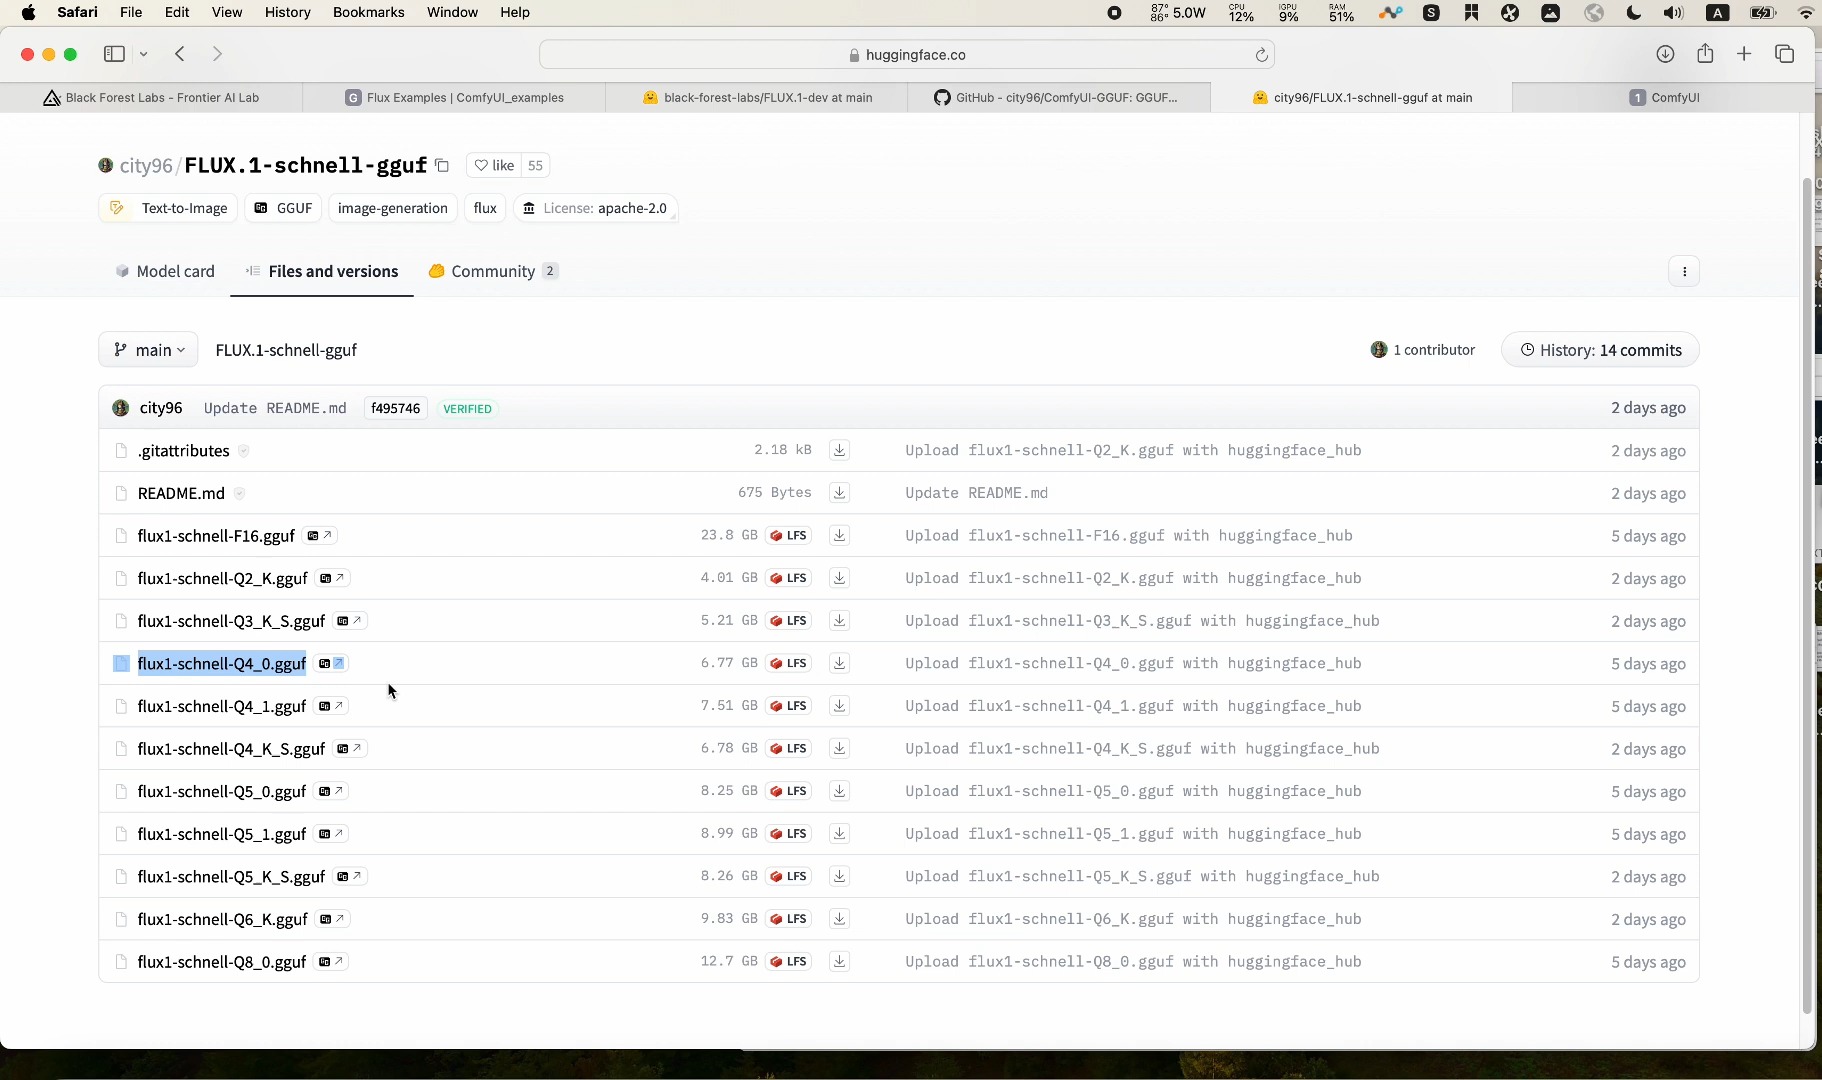 Safari File Edit View History Bookmarks Window Help
87° 86° 5.0W CPU 12% IGPU 9% RAM 51% S A
huggingface.co
Black Forest Labs - Frontier AI Lab
G Flux Examples | ComfyUI_examples
black-forest-labs/FLUX.1-dev at main
GitHub - city96/ComfyUI-GGUF: GGUF...
city96/FLUX.1-schnell-gguf at main
1 ComfyUI
city96/FLUX.1-schnell-gguf like 55
Text-to-Image GGUF image-generation flux License: apache-2.0
Model card Files and versions Community 2
main FLUX.1-schnell-gguf 1 contributor History: 14 commits
city96 Update README.md f495746 VERIFIED 2 days ago
.gitattributes 2.18 kB Upload flux1-schnell-Q2_K.gguf with huggingface_hub 2 days ago
README.md 675 Bytes Update README.md 2 days ago
flux1-schnell-F16.gguf 23.8 GB LFS Upload flux1-schnell-F16.gguf with huggingface_hub 5 days ago
flux1-schnell-Q2_K.gguf 4.01 GB LFS Upload flux1-schnell-Q2_K.gguf with huggingface_hub 2 days ago
flux1-schnell-Q3_K_S.gguf 5.21 GB LFS Upload flux1-schnell-Q3_K_S.gguf with huggingface_hub 2 days ago
flux1-schnell-Q4_0.gguf 6.77 GB LFS Upload flux1-schnell-Q4_0.gguf with huggingface_hub 5 days ago
flux1-schnell-Q4_1.gguf 7.51 GB LFS Upload flux1-schnell-Q4_1.gguf with huggingface_hub 5 days ago
flux1-schnell-Q4_K_S.gguf 6.78 GB LFS Upload flux1-schnell-Q4_K_S.gguf with huggingface_hub 2 days ago
flux1-schnell-Q5_0.gguf 8.25 GB LFS Upload flux1-schnell-Q5_0.gguf with huggingface_hub 5 days ago
flux1-schnell-Q5_1.gguf 8.99 GB LFS Upload flux1-schnell-Q5_1.gguf with huggingface_hub 5 days ago
flux1-schnell-Q5_K_S.gguf 8.26 GB LFS Upload flux1-schnell-Q5_K_S.gguf with huggingface_hub 2 days ago
flux1-schnell-Q6_K.gguf 9.83 GB LFS Upload flux1-schnell-Q6_K.gguf with huggingface_hub 2 days ago
flux1-schnell-Q8_0.gguf 12.7 GB LFS Upload flux1-schnell-Q8_0.gguf with huggingface_hub 5 days ago